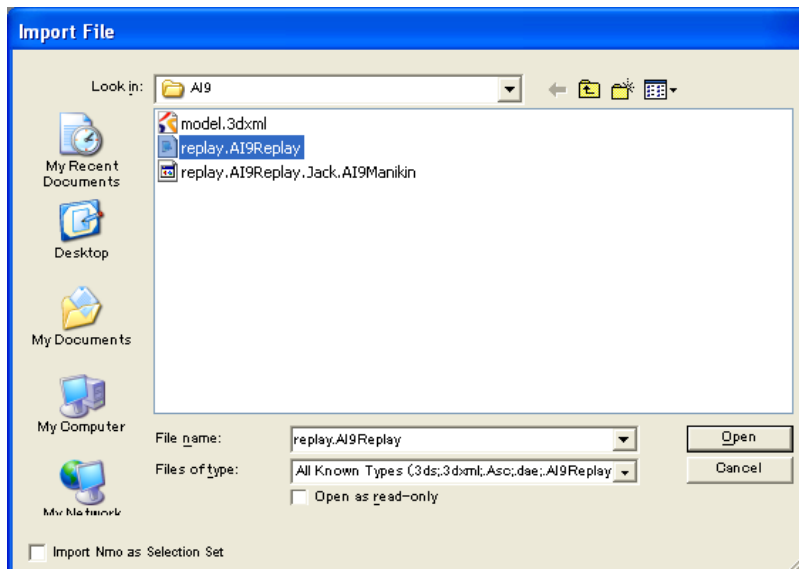 Import File
Look in:
AI9
model.3dxml
replay.AI9Replay
replay.AI9Replay.Jack.AI9Manikin
My Recent
Documents
Desktop
My Documents
My Computer
My Network
File name:
replay.AI9Replay
Open
Files of type:
All Known Types (.3ds;.3dxml;.Asc;.dae;.AI9Replay
Cancel
Open as read-only
Import Nmo as Selection Set